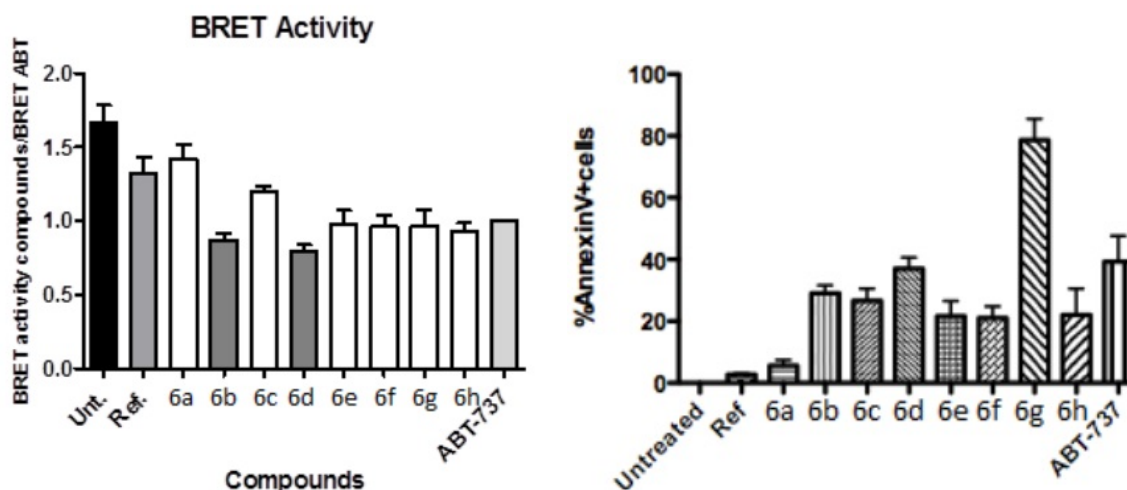 BRET Activity
BRET activity compounds/BRET ABT
2.0
1.5
1.0
0.5
0.0
Unt.
Ref.
6a
6b
6c
6d
6e
6f
6g
6h
ABT-737
Compounds
%AnnexinV+cells
100
80
60
40
20
0
Untreated
Ref
6a
6b
6c
6d
6e
6f
6g
6h
ABT-737